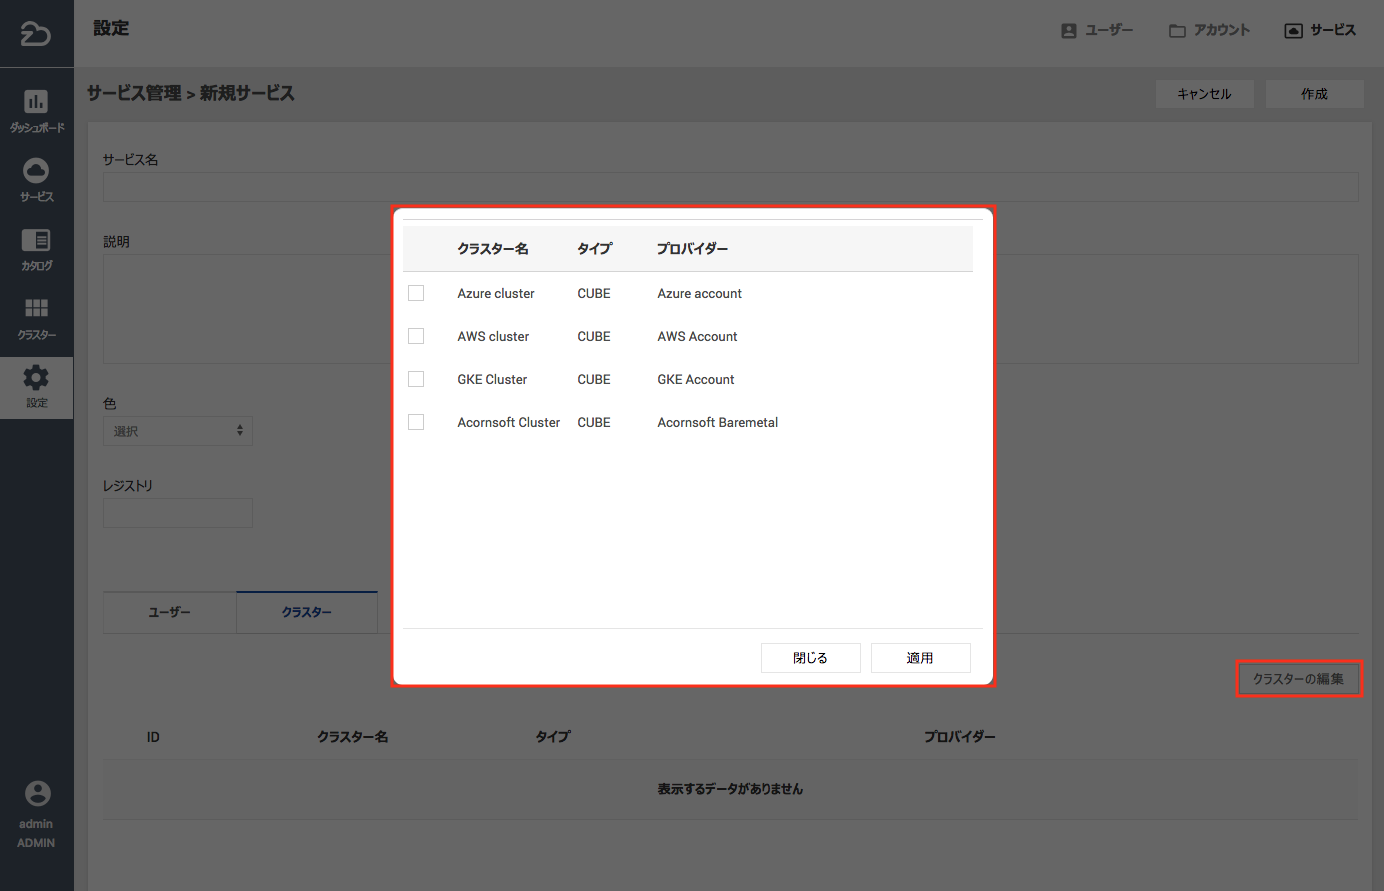 設定
ユーザー
アカウント
サービス
ダッシュボード
サービス
カタログ
クラスター
設定
admin
ADMIN
サービス管理 > 新規サービス
キャンセル
作成
サービス名
説明
色
選択
レジストリ
ユーザー
クラスター
クラスター名 タイプ プロバイダー
Azure cluster CUBE Azure account
AWS cluster CUBE AWS Account
GKE Cluster CUBE GKE Account
Acornsoft Cluster CUBE Acornsoft Baremetal
閉じる
適用
クラスターの編集
ID クラスター名 タイプ プロバイダー
表示するデータがありません